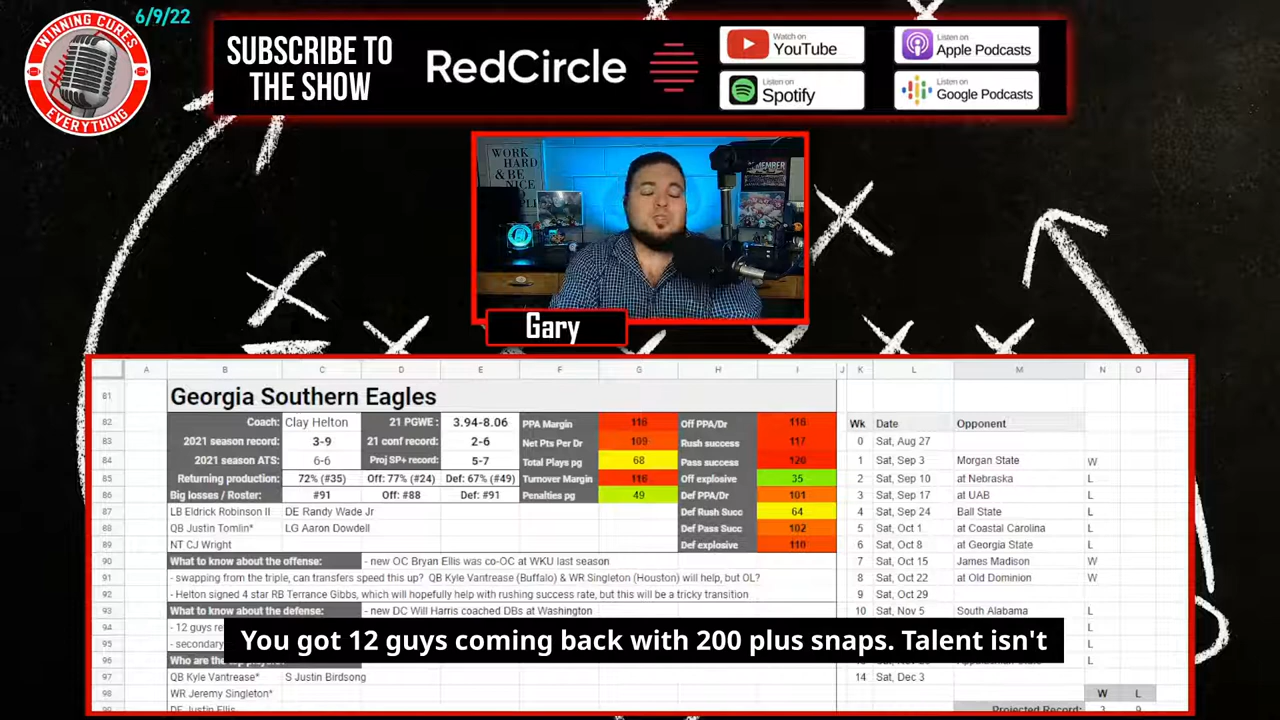 6/9/22
WINNING CURES
EVERYTHING
SUBSCRIBE TO
THE SHOW
RedCircle
Watch on
YouTube
Listen on
Spotify
Listen on
Apple Podcasts
Listen on
Google Podcasts
WORK
HARD
& BE
NICE
Gary
A B C D E F G H I J K L M N O
81 Georgia Southern Eagles
82 Coach: Clay Helton 21 PGWE : 3.94-8.06 PPA Margin 116 Off PPA/Dr 116 Wk Date Opponent
83 2021 season record: 3-9 21 conf record: 2-6 Net Pts Per Dr 109 Rush success 117 0 Sat, Aug 27
84 2021 season ATS: 6-6 Proj SP+ record: 5-7 Total Plays pg 68 Pass success 120 1 Sat, Sep 3 Morgan State W
85 Returning production: 72% (#35) Off: 77% (#24) Def: 67% (#49) Turnover Margin 116 Off explosive 35 2 Sat, Sep 10 at Nebraska L
86 Big losses / Roster: #91 Off: #88 Def: #91 Penalties pg 49 Def PPA/Dr 101 3 Sat, Sep 17 at UAB L
87 LB Eldrick Robinson II DE Randy Wade Jr Def Rush Succ 64 4 Sat, Sep 24 Ball State L
88 QB Justin Tomlin* LG Aaron Dowdell Def Pass Succ 102 5 Sat, Oct 1 at Coastal Carolina L
89 NT CJ Wright Def explosive 110 6 Sat, Oct 8 at Georgia State L
90 What to know about the offense: - new OC Bryan Ellis was co-OC at WKU last season 7 Sat, Oct 15 James Madison W
91 - swapping from the triple, can transfers speed this up? QB Kyle Vantrease (Buffalo) & WR Singleton (Houston) will help, but OL? 8 Sat, Oct 22 at Old Dominion W
92 - Helton signed 4 star RB Terrance Gibbs, which will hopefully help with rushing success rate, but this will be a tricky transition 9 Sat, Oct 29
93 What to know about the defense: - new DC Will Harris coached DBs at Washington 10 Sat, Nov 5 South Alabama L
94 - 12 guys re L
95 - secondary L
You got 12 guys coming back with 200 plus snaps. Talent isn't
96 Who are the L
97 QB Kyle Vantrease* S Justin Birdsong 14 Sat, Dec 3
98 WR Jeremy Singleton* W L
99 DE Justin Ellis Projected Record: 3 9